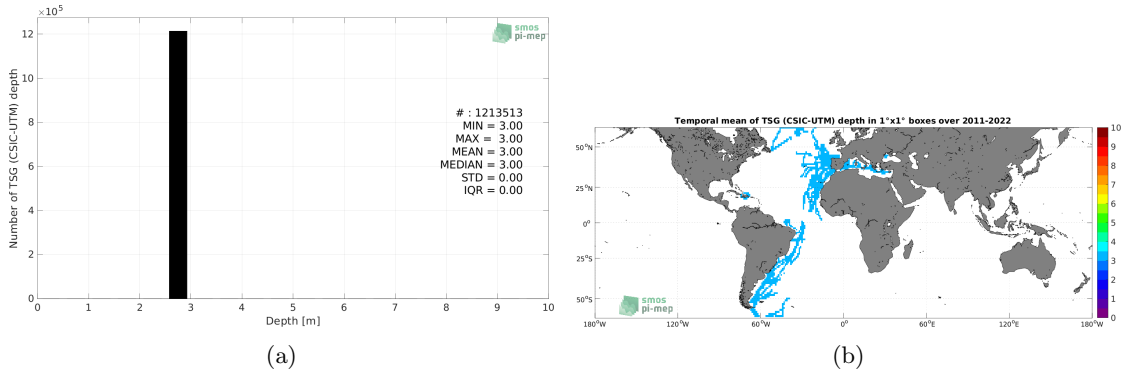 ×10⁵
12
10
8
6
4
2
0
Number of TSG (CSIC-UTM) depth
smos
pi-mep
# : 1213513
MIN = 3.00
MAX = 3.00
MEAN = 3.00
MEDIAN = 3.00
STD = 0.00
IQR = 0.00
0 1 2 3 4 5 6 7 8 9 10
Depth [m]
(a)
Temporal mean of TSG (CSIC-UTM) depth in 1°x1° boxes over 2011-2022
50°N
25°N
0°
25°S
50°S
smos
pi-mep
180°W 120°W 60°W 0° 60°E 120°E 180°E
10
9
8
7
6
5
4
3
2
1
0
(b)